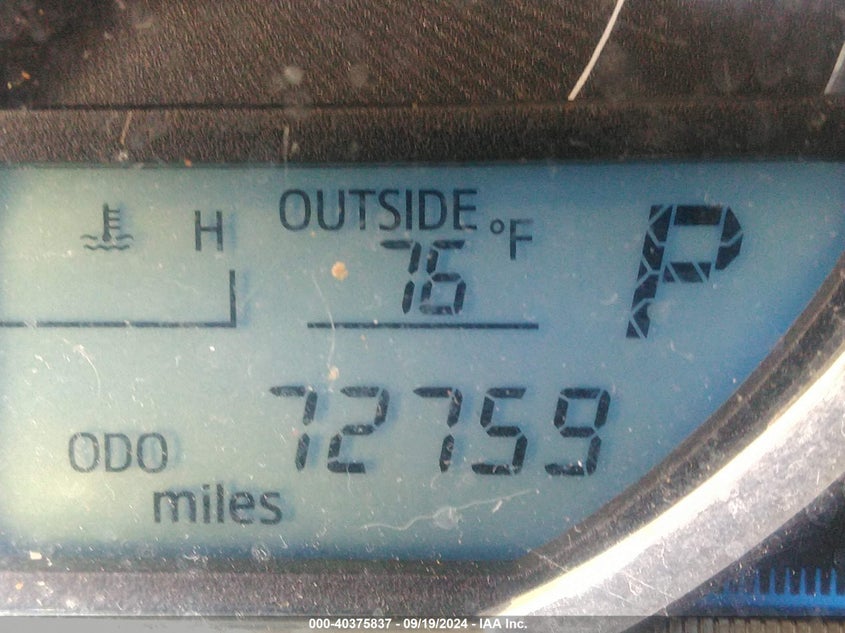 OUTSIDE
H
76 °F
P
ODO 72759
miles
000-40375837 - 09/19/2024 - IAA Inc.